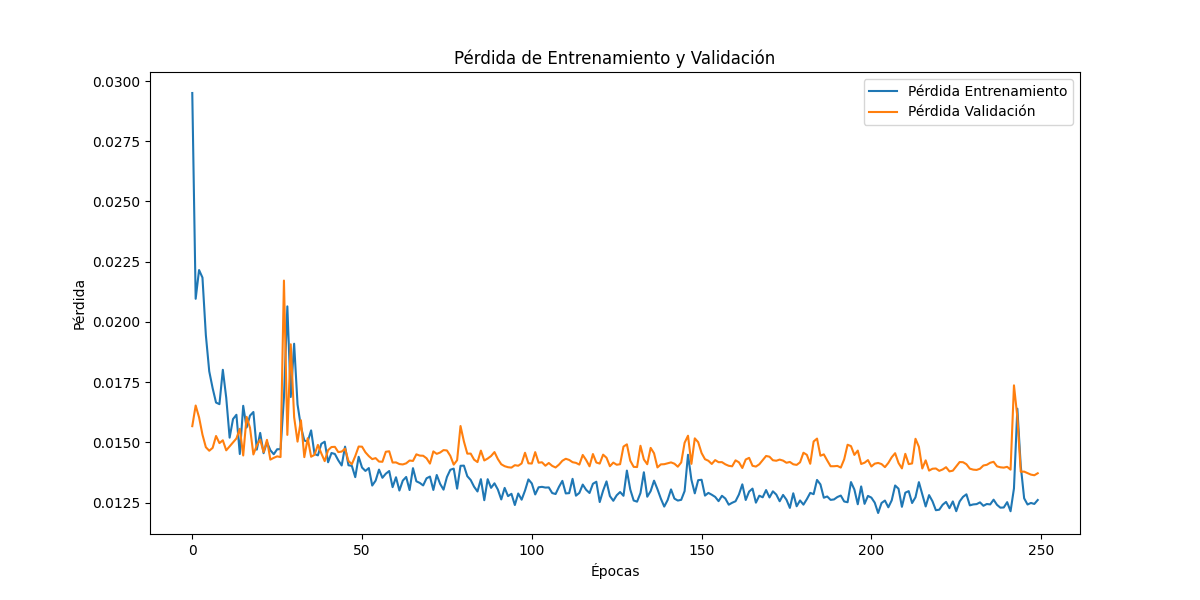 Pérdida de Entrenamiento y Validación
Pérdida Entrenamiento
Pérdida Validación
0.0300
0.0275
0.0250
0.0225
0.0200
0.0175
0.0150
0.0125
Pérdida
0
50
100
150
200
250
Épocas